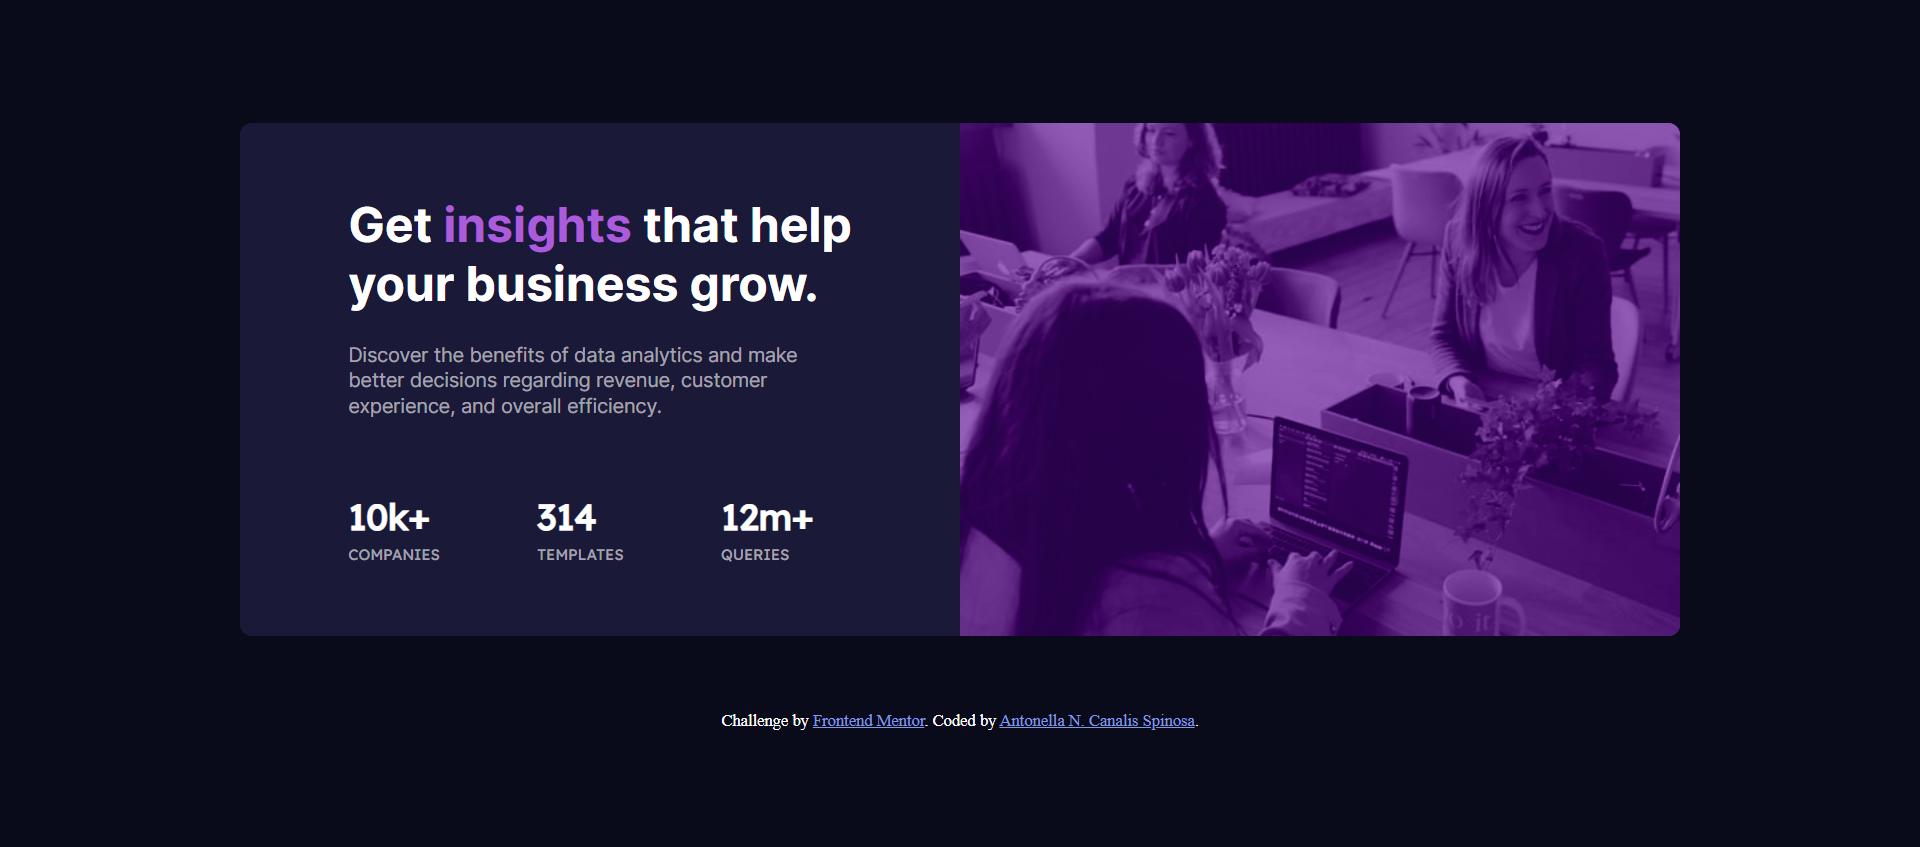 Get insights that help
your business grow.
Discover the benefits of data analytics and make
better decisions regarding revenue, customer
experience, and overall efficiency.
10k+ 314 12m+
COMPANIES TEMPLATES QUERIES
Challenge by Frontend Mentor. Coded by Antonella N. Canalis Spinosa.